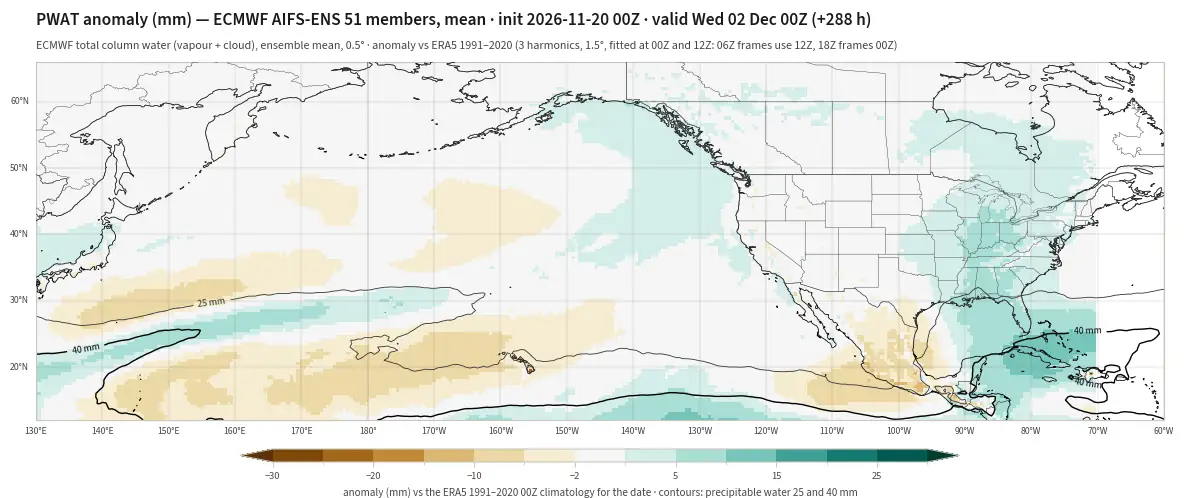 PWAT anomaly (mm) — ECMWF AIFS-ENS 51 members, mean · init 2026-11-20 00Z · valid Wed 02 Dec 00Z (+288 h)
ECMWF total column water (vapour + cloud), ensemble mean, 0.5° · anomaly vs ERA5 1991–2020 (3 harmonics, 1.5°, fitted at 00Z and 12Z: 06Z frames use 12Z, 18Z frames 00Z)
60°N
50°N
40°N
30°N
20°N
25 mm
40 mm
40 mm
40 mm
130°E 140°E 150°E 160°E 170°E 180° 170°W 160°W 150°W 140°W 130°W 120°W 110°W 100°W 90°W 80°W 70°W 60°W
−30 −20 −10 −2 5 15 25
anomaly (mm) vs the ERA5 1991–2020 00Z climatology for the date · contours: precipitable water 25 and 40 mm